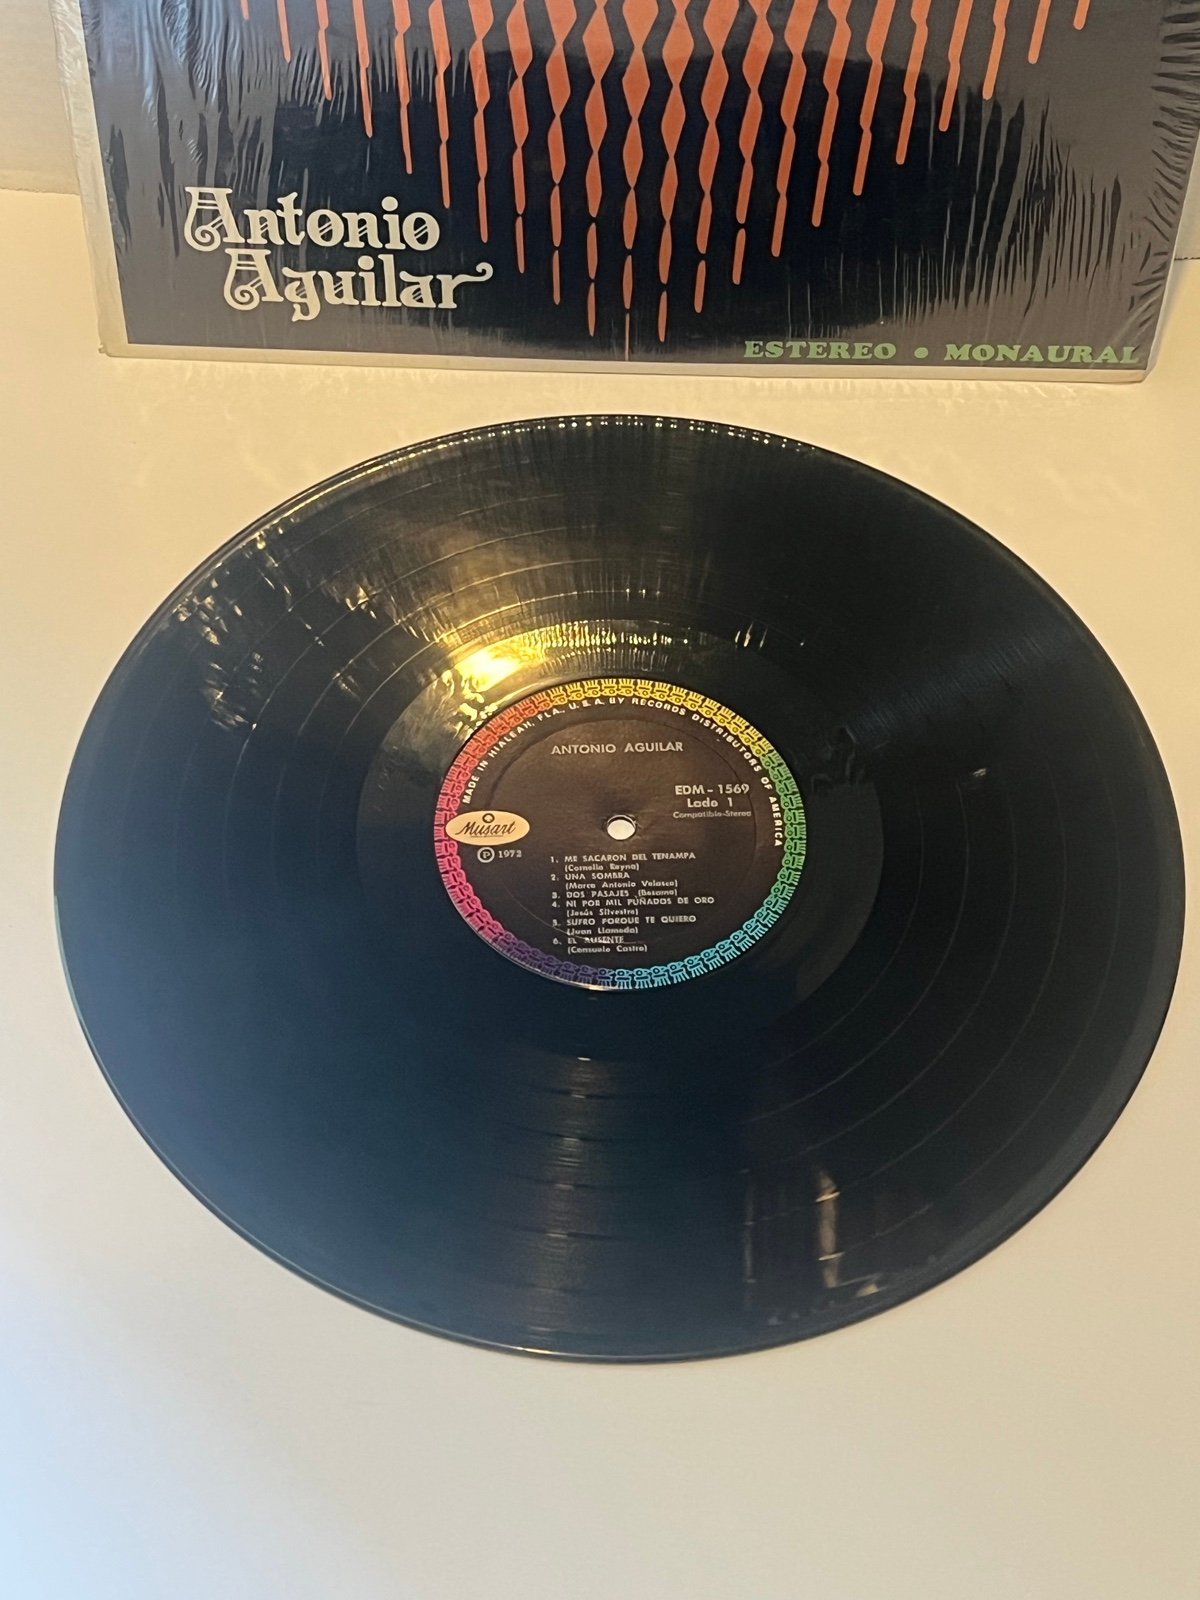 Antonio
Aguilar
ESTEREO • MONAURAL
MADE IN HIALEAH, FLA., U.S.A. BY RECORDS DISTRIBUTORS OF AMERICA
ANTONIO AGUILAR
EDM - 1569
Lado 1
Compatible-Stereo
Musart
Ⓟ 1972
1. ME SACARON DEL TENAMPA
(Cornelio Reyna)
2. UNA SOMBRA
(Marco Antonio Velasco)
3. DOS PASAJES (Bocama)
4. NI POR MIL PUÑADOS DE ORO
(Jesús Silvestre)
5. SUFRO PORQUE TE QUIERO
(Juan Llameda)
6. EL AUSENTE
(Consuelo Castro)